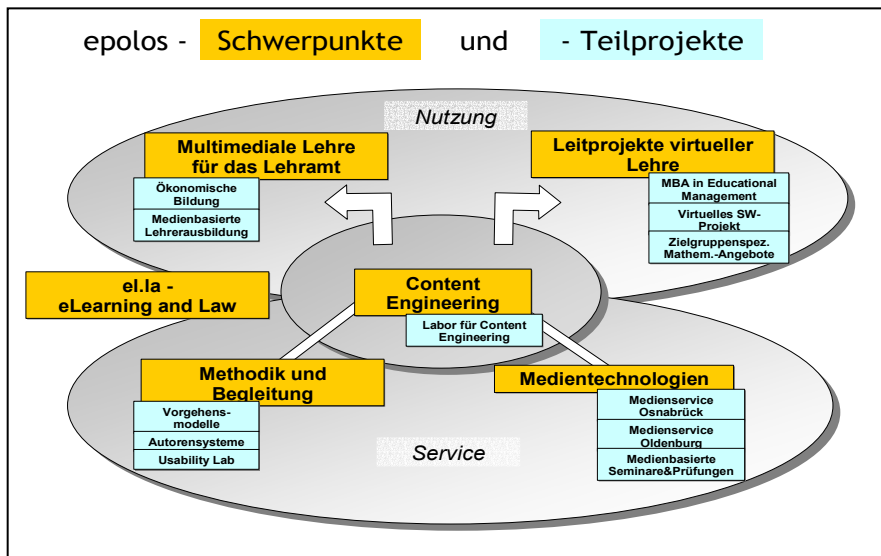 epolos - Schwerpunkte und - Teilprojekte
Nutzung
Multimediale Lehre
für das Lehramt
Ökonomische
Bildung
Medienbasierte
Lehrerausbildung
Leitprojekte virtueller
Lehre
MBA in Educational
Management
Virtuelles SW-
Projekt
Zielgruppenspez.
Mathem.-Angebote
el.la -
eLearning and Law
Content
Engineering
Labor für Content
Engineering
Methodik und
Begleitung
Vorgehens-
modelle
Autorensysteme
Usability Lab
Medientechnologien
Medienservice
Osnabrück
Medienservice
Oldenburg
Medienbasierte
Seminare&Prüfungen
Service